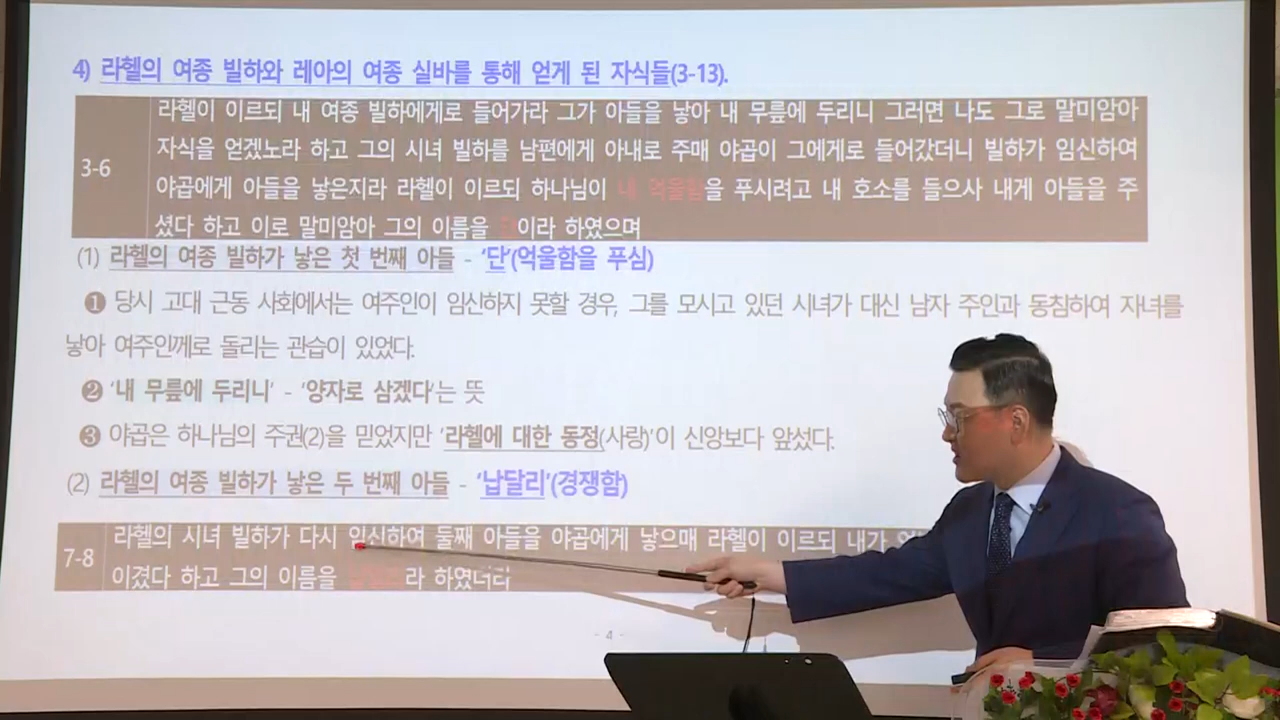 4) 라헬의 여종 빌하와 레아의 여종 실바를 통해 얻게 된 자식들(3-13).
라헬이 이르되 내 여종 빌하에게로 들어가라 그가 아들을 낳아 내 무릎에 두리니 그러면 나도 그로 말미암아
자식을 얻겠노라 하고 그의 시녀 빌하를 남편에게 아내로 주매 야곱이 그에게로 들어갔더니 빌하가 임신하여
3-6
야곱에게 아들을 낳은지라 라헬이 이르되 하나님이 내 억울함을 푸시려고 내 호소를 들으사 내게 아들을 주
셨다 하고 이로 말미암아 그의 이름을 단이라 하였으며
(1) 라헬의 여종 빌하가 낳은 첫 번째 아들 - ‘단’(억울함을 푸심)
❶ 당시 고대 근동 사회에서는 여주인이 임신하지 못할 경우, 그를 모시고 있던 시녀가 대신 남자 주인과 동침하여 자녀를
낳아 여주인께로 돌리는 관습이 있었다.
❷ ‘내 무릎에 두리니’ - ‘양자로 삼겠다’는 뜻
❸ 야곱은 하나님의 주권(2)을 믿었지만 ‘라헬에 대한 동정(사랑)’이 신앙보다 앞섰다.
(2) 라헬의 여종 빌하가 낳은 두 번째 아들 - ‘납달리’(경쟁함)
라헬의 시녀 빌하가 다시 임신하여 둘째 아들을 야곱에게 낳으매 라헬이 이르되 내가
7-8
이겼다 하고 그의 이름을 라 하였더라
- 4 -